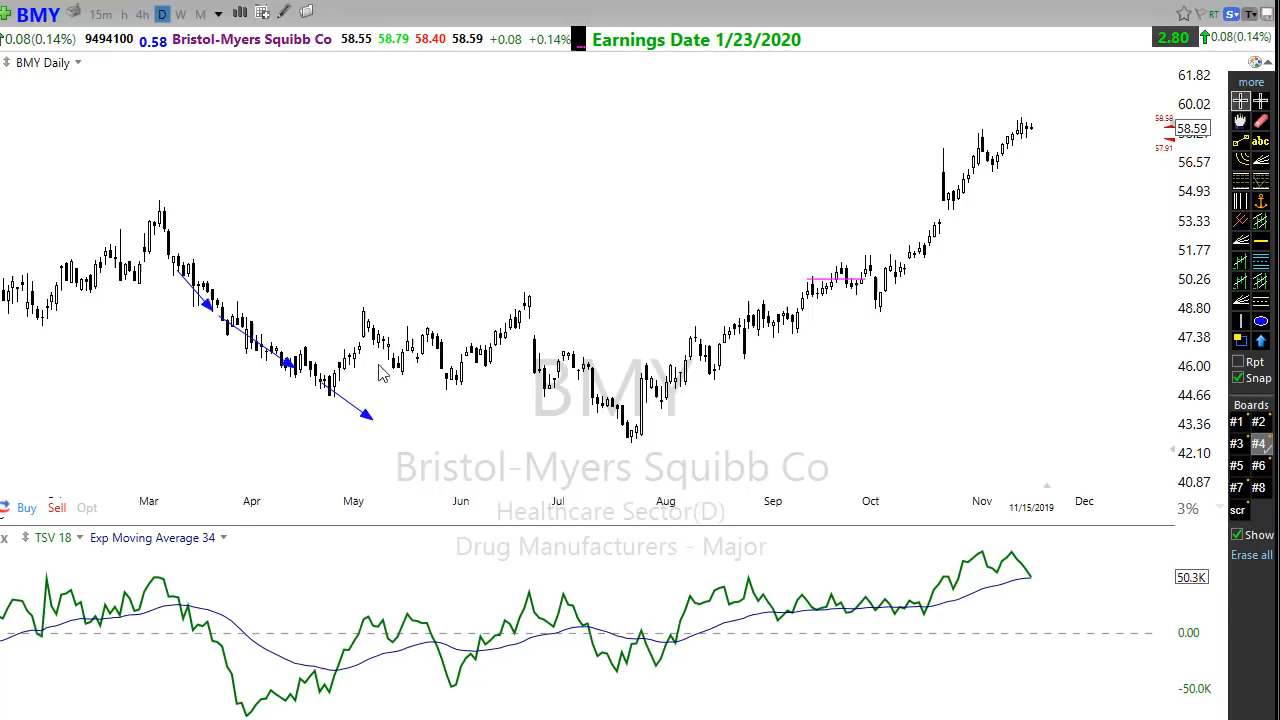 BMY 15m h 4h D W M RT S T
0.08(0.14%) 9494100 0.58 Bristol-Myers Squibb Co 58.55 58.79 58.40 58.59 +0.08 +0.14% Earnings Date 1/23/2020 2.80 0.08(0.14%)
BMY Daily
61.82
60.02
58.59
57.91
56.57
54.93
53.33
51.77
50.26
48.80
47.38
46.00
44.66
43.36
42.10
40.87
3%
BMY
Bristol-Myers Squibb Co
Healthcare Sector(D)
Drug Manufacturers - Major
Mar Apr May Jun Jul Aug Sep Oct Nov Dec
11/15/2019
Buy Sell Opt
x TSV 18 Exp Moving Average 34
50.3K
0.00
-50.0K
more
abc
Rpt
Snap
Boards
#1 #2
#3 #4
#5 #6
#7 #8
scr
Show
Erase all